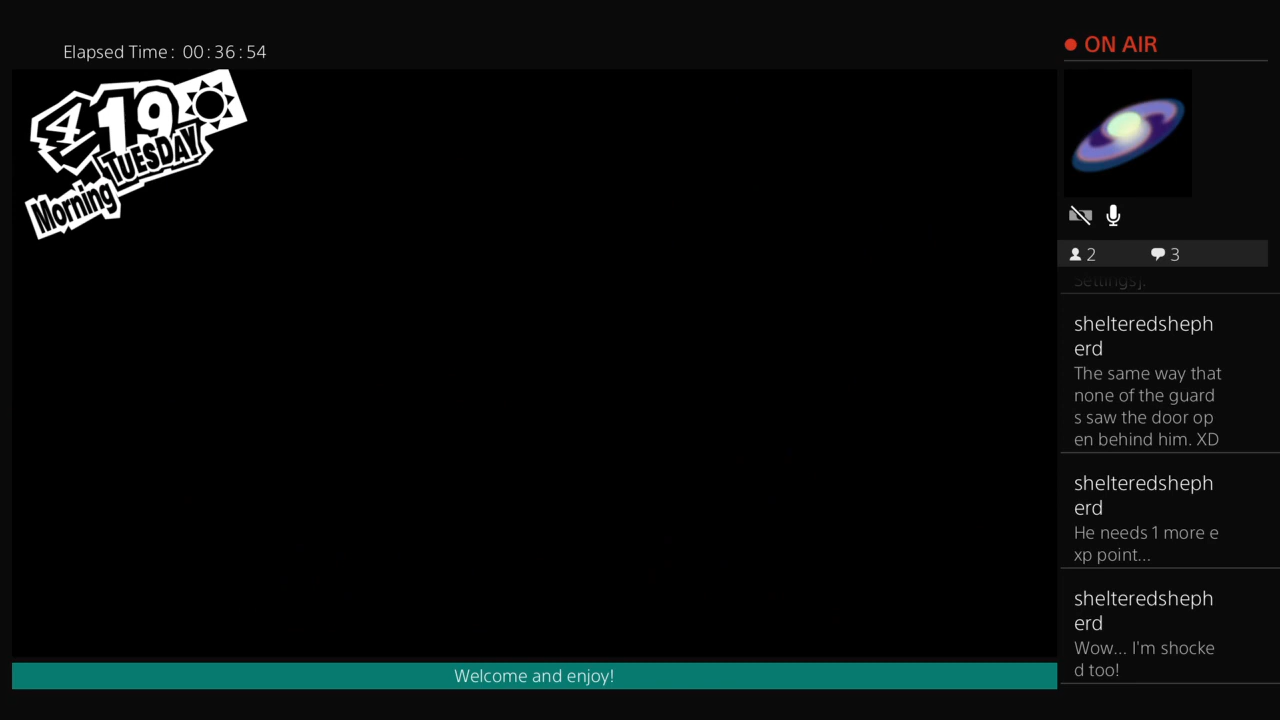 Elapsed Time: 00:36:54
ON AIR
4 19
TUESDAY
Morning
2 3
Settings].
shelteredsheph
erd
The same way that
none of the guard
s saw the door op
en behind him. XD
shelteredsheph
erd
He needs 1 more e
xp point...
shelteredsheph
erd
Wow... I'm shocke
d too!
Welcome and enjoy!